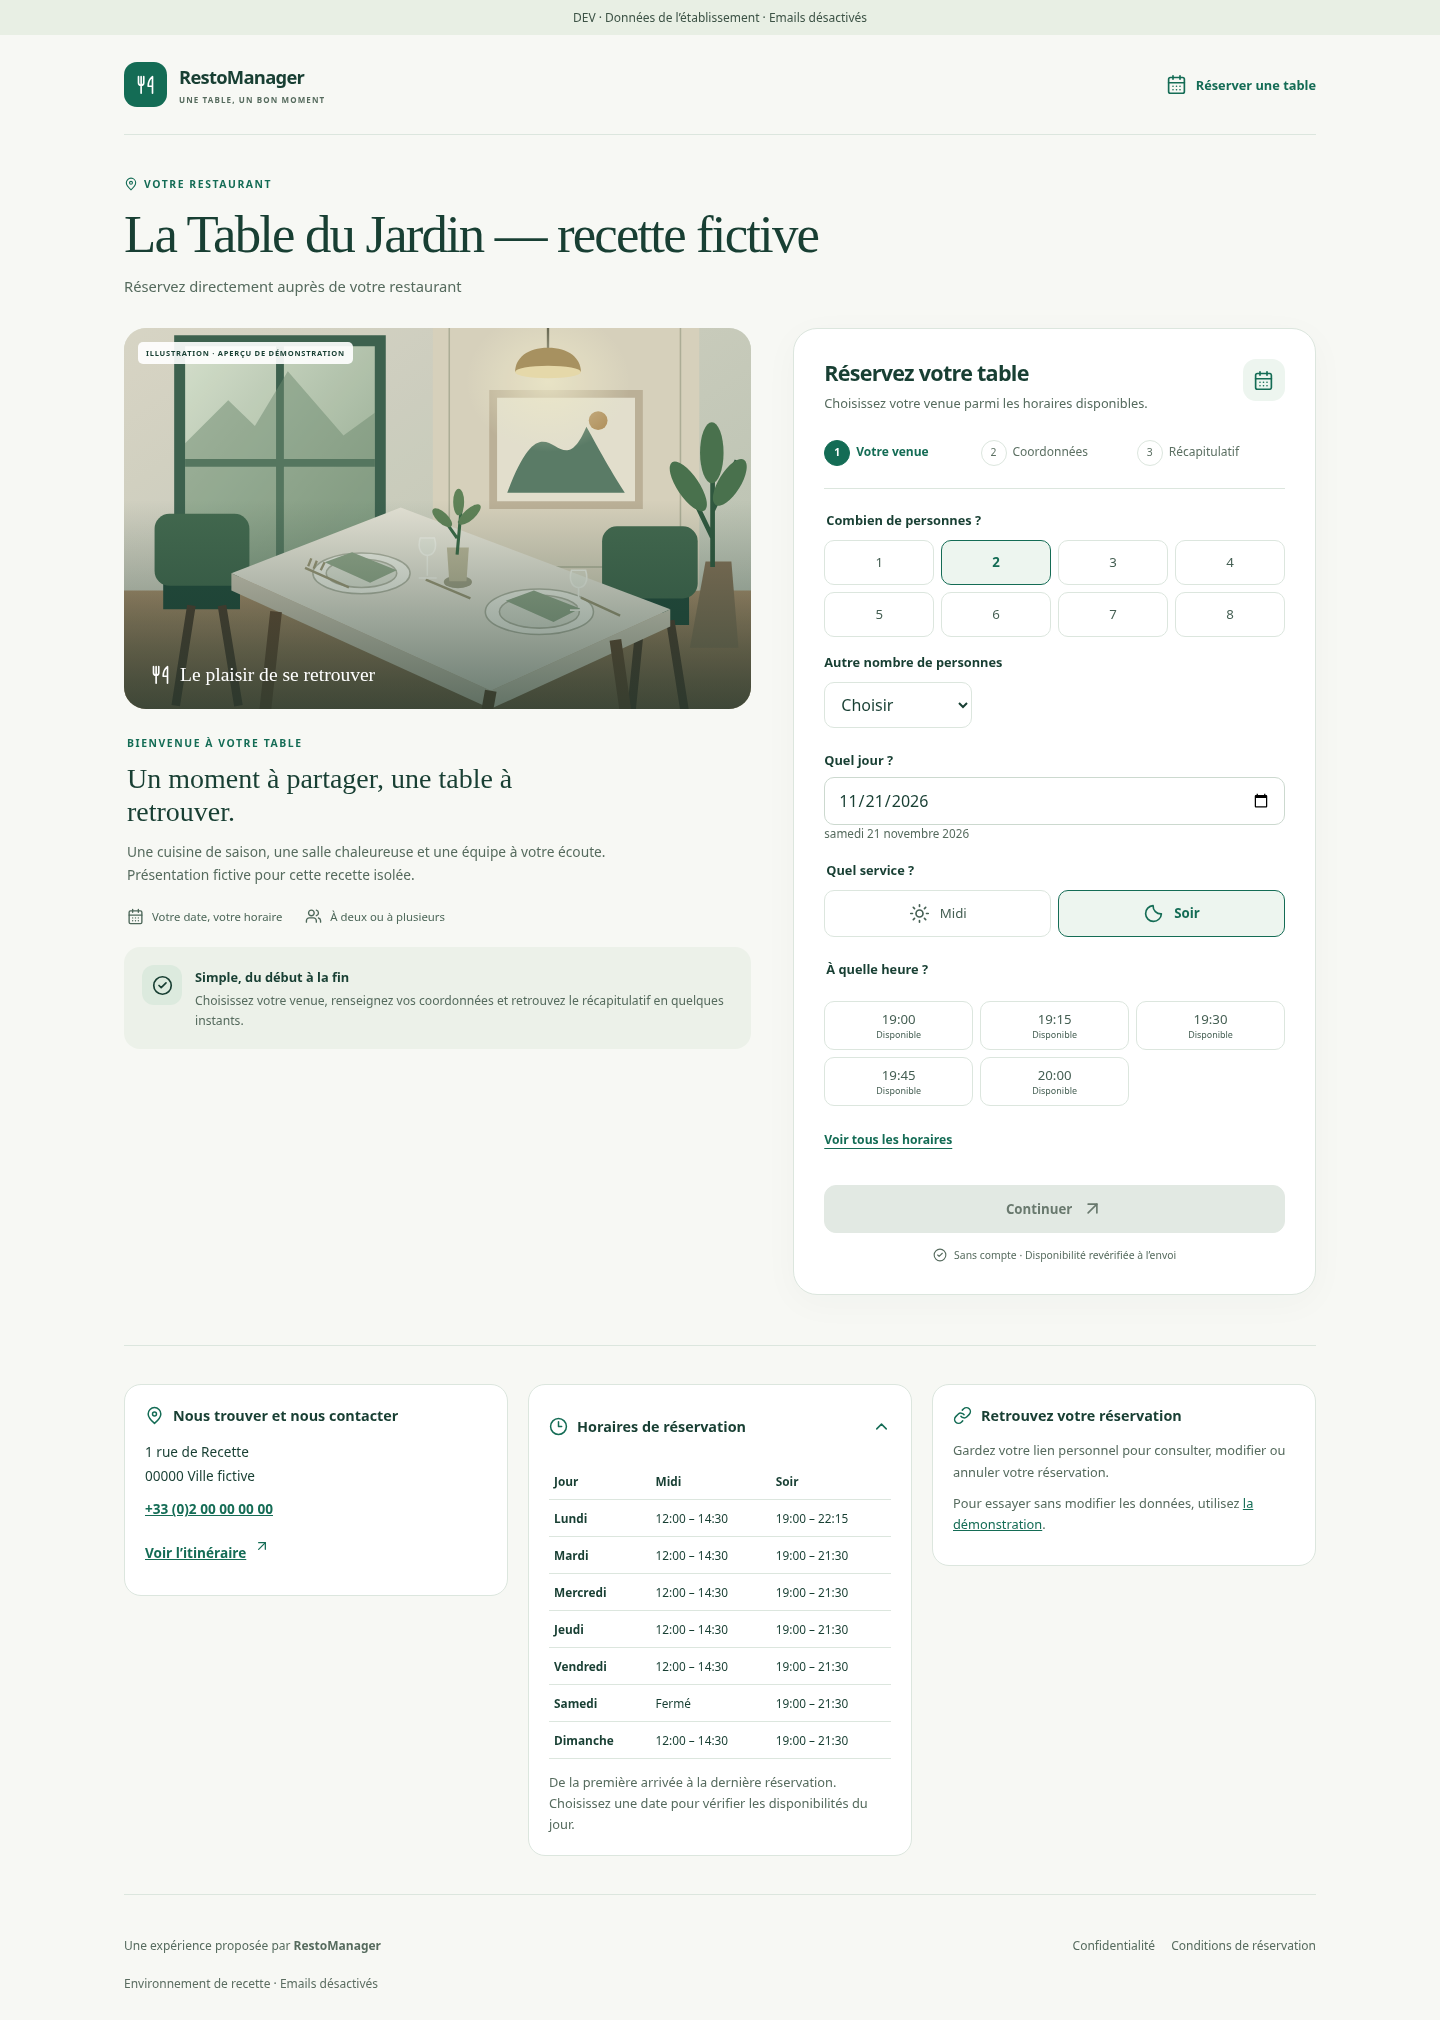 DEV · Données de l’établissement · Emails désactivés
RestoManager
UNE TABLE, UN BON MOMENT
Réserver une table
VOTRE RESTAURANT
La Table du Jardin — recette fictive
Réservez directement auprès de votre restaurant
ILLUSTRATION · APERÇU DE DÉMONSTRATION
Le plaisir de se retrouver
BIENVENUE À VOTRE TABLE
Un moment à partager, une table à
retrouver.
Une cuisine de saison, une salle chaleureuse et une équipe à votre écoute.
Présentation fictive pour cette recette isolée.
Votre date, votre horaire
À deux ou à plusieurs
Simple, du début à la fin
Choisissez votre venue, renseignez vos coordonnées et retrouvez le récapitulatif en quelques
instants.
Réservez votre table
Choisissez votre venue parmi les horaires disponibles.
1 Votre venue 2 Coordonnées 3 Récapitulatif
Combien de personnes ?
1 2 3 4
5 6 7 8
Autre nombre de personnes
Choisir
Quel jour ?
11/21/2026
samedi 21 novembre 2026
Quel service ?
Midi Soir
À quelle heure ?
19:00 19:15 19:30
Disponible Disponible Disponible
19:45 20:00
Disponible Disponible
Voir tous les horaires
Continuer
Sans compte · Disponibilité revérifiée à l’envoi
Nous trouver et nous contacter
1 rue de Recette
00000 Ville fictive
+33 (0)2 00 00 00 00
Voir l’itinéraire
Horaires de réservation
Jour Midi Soir
Lundi 12:00 – 14:30 19:00 – 22:15
Mardi 12:00 – 14:30 19:00 – 21:30
Mercredi 12:00 – 14:30 19:00 – 21:30
Jeudi 12:00 – 14:30 19:00 – 21:30
Vendredi 12:00 – 14:30 19:00 – 21:30
Samedi Fermé 19:00 – 21:30
Dimanche 12:00 – 14:30 19:00 – 21:30
De la première arrivée à la dernière réservation.
Choisissez une date pour vérifier les disponibilités du
jour.
Retrouvez votre réservation
Gardez votre lien personnel pour consulter, modifier ou
annuler votre réservation.
Pour essayer sans modifier les données, utilisez la
démonstration.
Une expérience proposée par RestoManager
Confidentialité Conditions de réservation
Environnement de recette · Emails désactivés